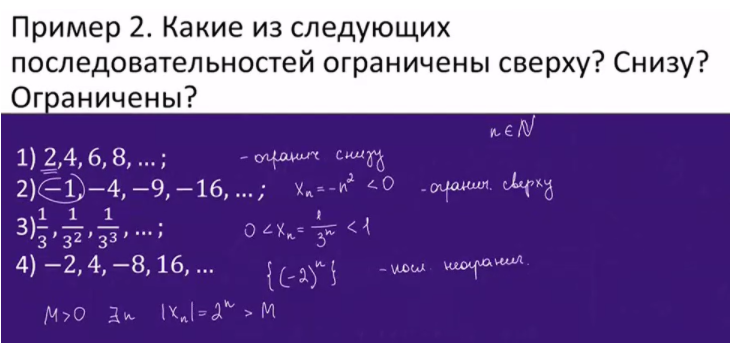 Пример 2. Какие из следующих
последовательностей ограничены сверху? Снизу?
Ограничены?
n ∈ N
1) 2,4, 6, 8, … ; - огранич снизу
2) −1, −4, −9, −16, … ; xₙ = -n² < 0 - огранич. сверху
3) 1/3, 1/3², 1/3³, … ; 0 < xₙ = 1/3ⁿ < 1
4) −2, 4, −8, 16, … {(-2)ⁿ} - посл. неогранич.
M>0 ∃n |xₙ| = 2ⁿ > M